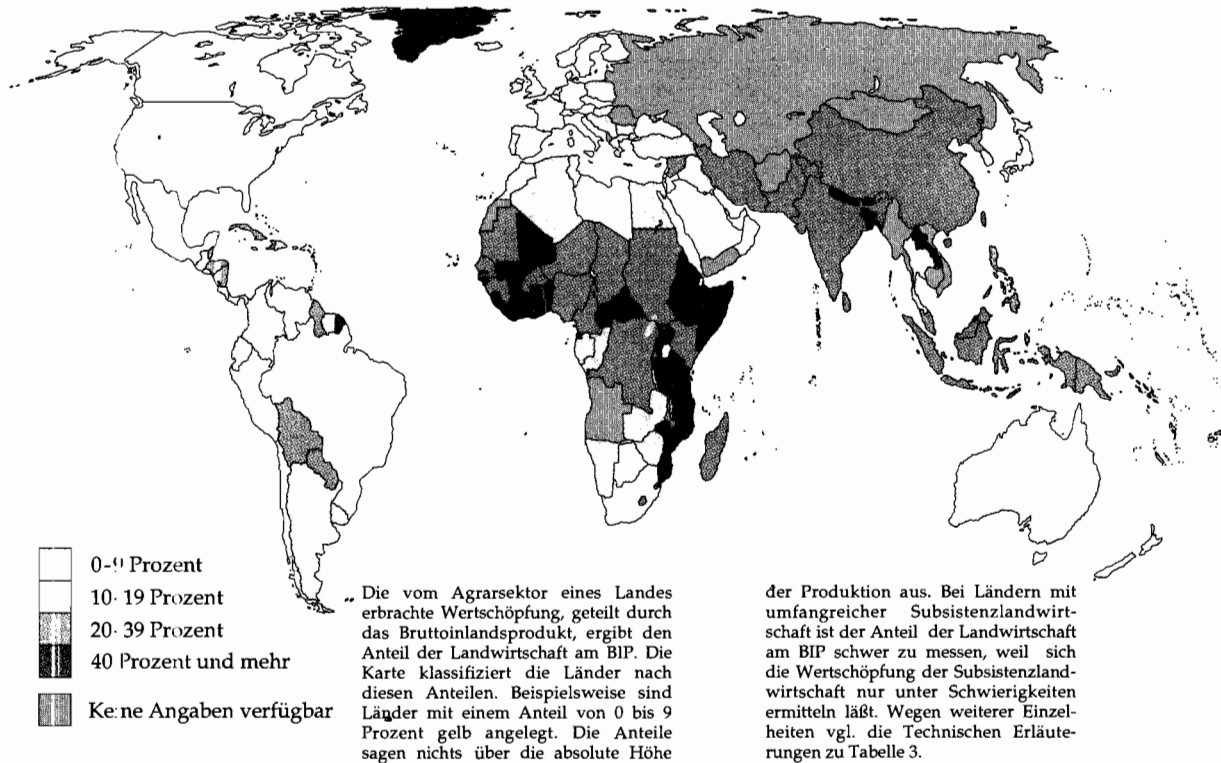 0-9 Prozent
10-19 Prozent
20-39 Prozent
40 Prozent und mehr
Keine Angaben verfügbar
Die vom Agrarsektor eines Landes
erbrachte Wertschöpfung, geteilt durch
das Bruttoinlandsprodukt, ergibt den
Anteil der Landwirtschaft am BIP. Die
Karte klassifiziert die Länder nach
diesen Anteilen. Beispielsweise sind
Länder mit einem Anteil von 0 bis 9
Prozent gelb angelegt. Die Anteile
sagen nichts über die absolute Höhe
der Produktion aus. Bei Ländern mit
umfangreicher Subsistenzlandwirt-
schaft ist der Anteil der Landwirtschaft
am BIP schwer zu messen, weil sich
die Wertschöpfung der Subsistenzland-
wirtschaft nur unter Schwierigkeiten
ermitteln läßt. Wegen weiterer Einzel-
heiten vgl. die Technischen Erläute-
rungen zu Tabelle 3.